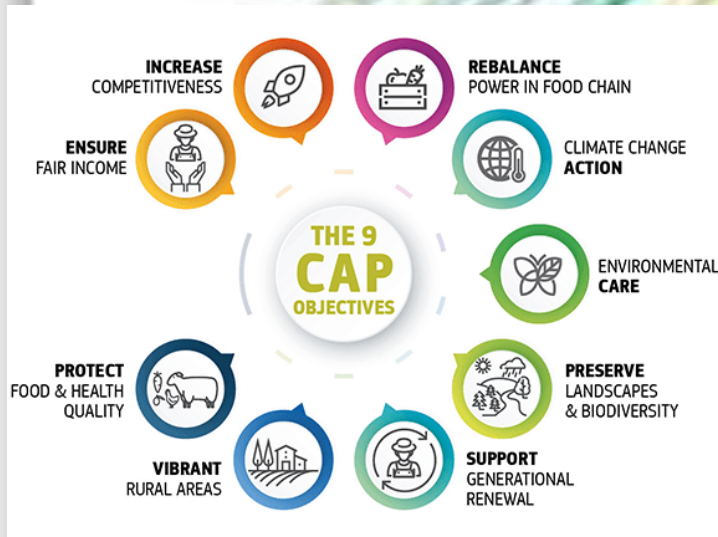 INCREASE
COMPETITIVENESS
REBALANCE
POWER IN FOOD CHAIN
ENSURE
FAIR INCOME
CLIMATE CHANGE
ACTION
THE 9
CAP
OBJECTIVES
ENVIRONMENTAL
CARE
PROTECT
FOOD & HEALTH
QUALITY
PRESERVE
LANDSCAPES
& BIODIVERSITY
VIBRANT
RURAL AREAS
SUPPORT
GENERATIONAL
RENEWAL